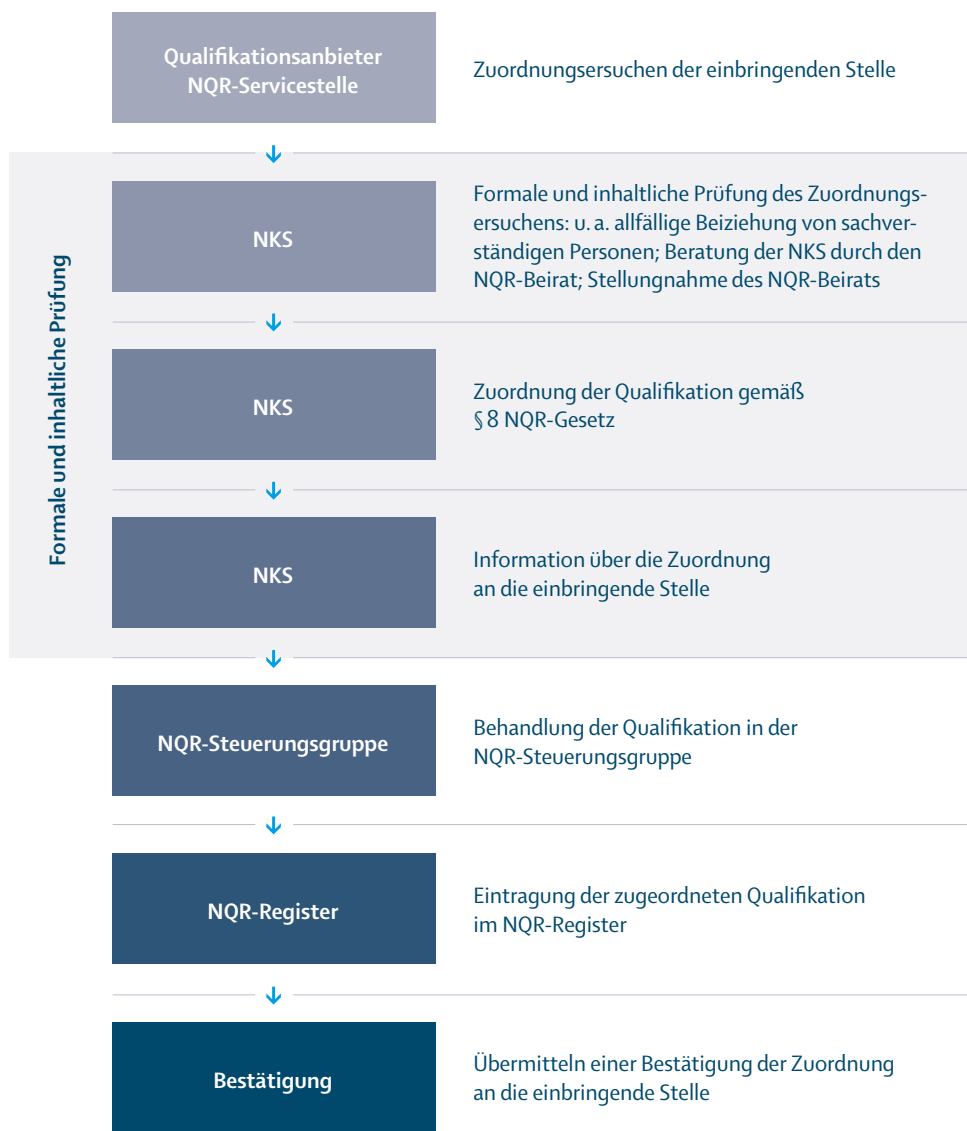 Qualifikationsanbieter
NQR-Servicestelle
Zuordnungsersuchen der einbringenden Stelle
Formale und inhaltliche Prüfung
NKS
Formale und inhaltliche Prüfung des Zuordnungs-
ersuchens: u. a. allfällige Beiziehung von sachver-
ständigen Personen; Beratung der NKS durch den
NQR-Beirat; Stellungnahme des NQR-Beirats
NKS
Zuordnung der Qualifikation gemäß
§ 8 NQR-Gesetz
NKS
Information über die Zuordnung
an die einbringende Stelle
NQR-Steuerungsgruppe
Behandlung der Qualifikation in der
NQR-Steuerungsgruppe
NQR-Register
Eintragung der zugeordneten Qualifikation
im NQR-Register
Bestätigung
Übermitteln einer Bestätigung der Zuordnung
an die einbringende Stelle